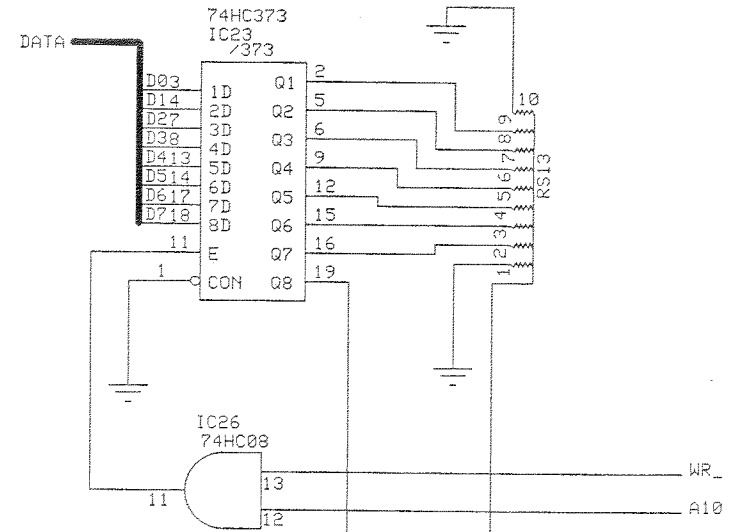 74HC373
IC23
/373
DATA
D03 1D Q1 2
D14 2D Q2 5
D27 3D Q3 6
D38 4D Q4 9
D413 5D Q5 12
D514 6D Q6 15
D617 7D Q7 16
D718 8D Q8 19
11 E
1 CON
10
9
8
7
6
5
4
3
2
1
RS13
IC26
74HC08
11
13
12
WR_
A10